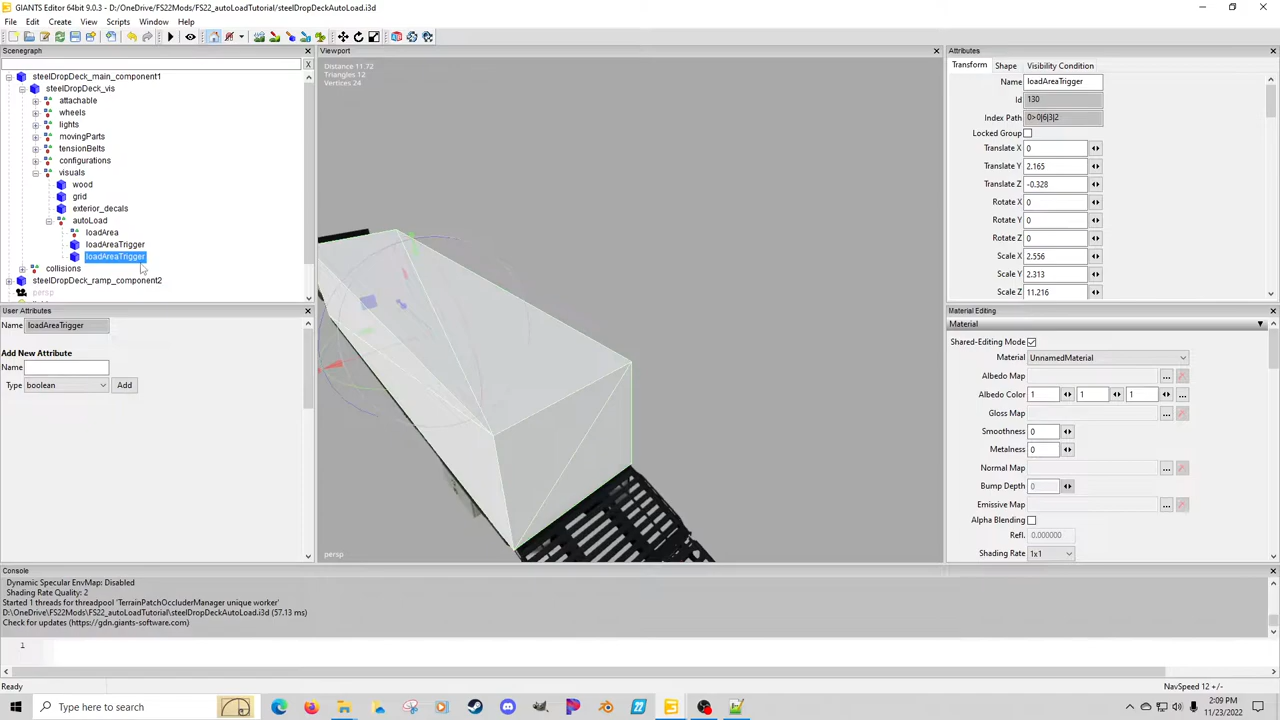 GIANTS Editor 64bit 9.0.3 - D:/OneDrive/FS22Mods/FS22_autoLoadTutorial/steelDropDeckAutoLoad.i3d
File Edit Create View Scripts Window Help
Scenegraph
steelDropDeck_main_component1
steelDropDeck_vis
attachable
wheels
lights
movingParts
tensionBelts
configurations
visuals
wood
grid
exterior_decals
autoLoad
loadArea
loadAreaTrigger
loadAreaTrigger
collisions
steelDropDeck_ramp_component2
persp
User Attributes
Name loadAreaTrigger
Add New Attribute
Name
Type boolean Add
Viewport
Distance 11.72
Triangles 12
Vertices 24
persp
Attributes
Transform Shape Visibility Condition
Name loadAreaTrigger
Id 130
Index Path 0>0|6|3|2
Locked Group
Translate X 0
Translate Y 2.165
Translate Z -0.328
Rotate X 0
Rotate Y 0
Rotate Z 0
Scale X 2.556
Scale Y 2.313
Scale Z 11.216
Material Editing
Material
Shared-Editing Mode
Material UnnamedMaterial
Albedo Map
Albedo Color 1 1 1
Gloss Map
Smoothness 0
Metalness 0
Normal Map
Bump Depth 0
Emissive Map
Alpha Blending
Refl. 0.000000
Shading Rate 1x1
Console
Dynamic Specular EnvMap: Disabled
Shading Rate Quality: 2
Started 1 threads for threadpool 'TerrainPatchOccluderManager unique worker'
D:/OneDrive/FS22Mods/FS22_autoLoadTutorial/steelDropDeckAutoLoad.i3d (57.13 ms)
Check for updates (https://gdn.giants-software.com)
1
Ready
NavSpeed 12 +/-
Type here to search
2:09 PM
11/23/2022